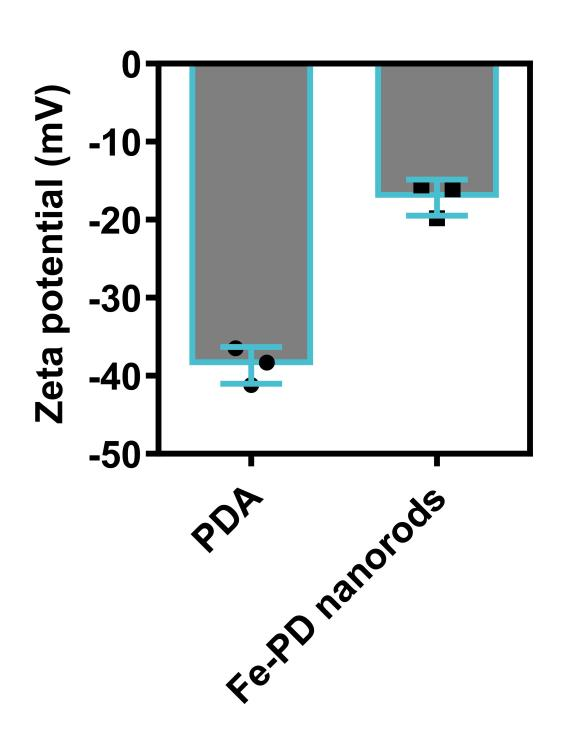 Zeta potential (mV)
0
-10
-20
-30
-40
-50
PDA
Fe-PD nanorods